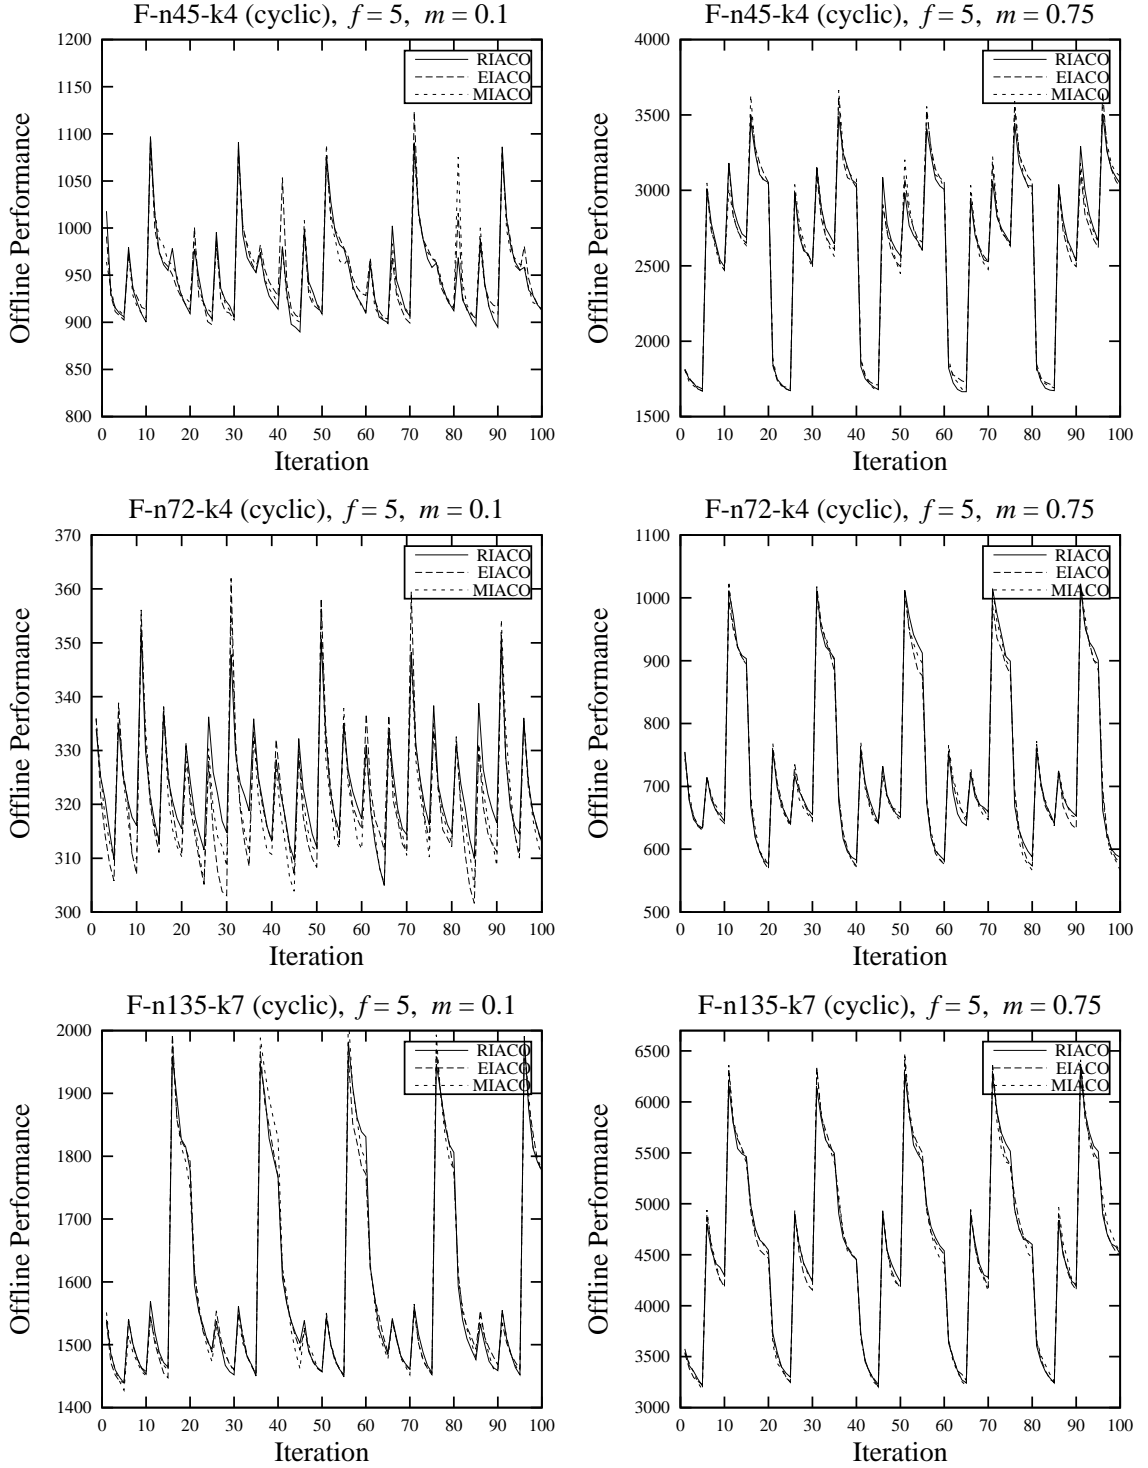 F-n45-k4 (cyclic), f = 5, m = 0.1
1200
1150
1100
1050
1000
950
900
850
800
Offline Performance
RIACO
EIACO
MIACO
0 10 20 30 40 50 60 70 80 90 100
Iteration
F-n45-k4 (cyclic), f = 5, m = 0.75
4000
3500
3000
2500
2000
1500
Offline Performance
RIACO
EIACO
MIACO
0 10 20 30 40 50 60 70 80 90 100
Iteration
F-n72-k4 (cyclic), f = 5, m = 0.1
370
360
350
340
330
320
310
300
Offline Performance
RIACO
EIACO
MIACO
0 10 20 30 40 50 60 70 80 90 100
Iteration
F-n72-k4 (cyclic), f = 5, m = 0.75
1100
1000
900
800
700
600
500
Offline Performance
RIACO
EIACO
MIACO
0 10 20 30 40 50 60 70 80 90 100
Iteration
F-n135-k7 (cyclic), f = 5, m = 0.1
2000
1900
1800
1700
1600
1500
1400
Offline Performance
RIACO
EIACO
MIACO
0 10 20 30 40 50 60 70 80 90 100
Iteration
F-n135-k7 (cyclic), f = 5, m = 0.75
6500
6000
5500
5000
4500
4000
3500
3000
Offline Performance
RIACO
EIACO
MIACO
0 10 20 30 40 50 60 70 80 90 100
Iteration